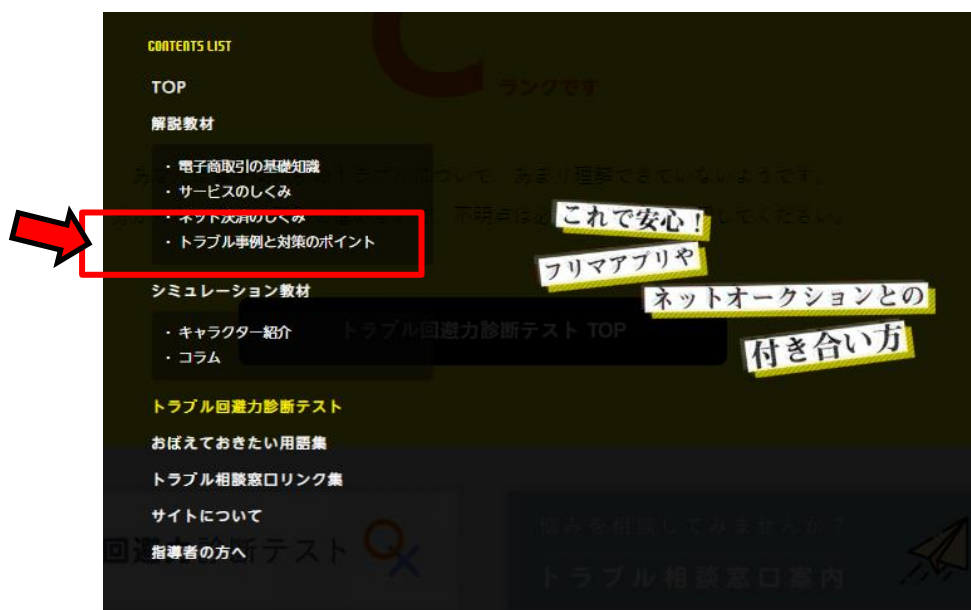 CONTENTS LIST
TOP
解説教材
・電子商取引の基礎知識
・サービスのしくみ
・ネット決済のしくみ
・トラブル事例と対策のポイント
シミュレーション教材
・キャラクター紹介
・コラム
トラブル回避力診断テスト
おぼえておきたい用語集
トラブル相談窓口リンク集
サイトについて
指導者の方へ
これで安心！
フリマアプリや
ネットオークションとの
付き合い方
C ランクです
トラブル回避力診断テスト TOP
悩みを相談してみませんか？
トラブル相談窓口案内